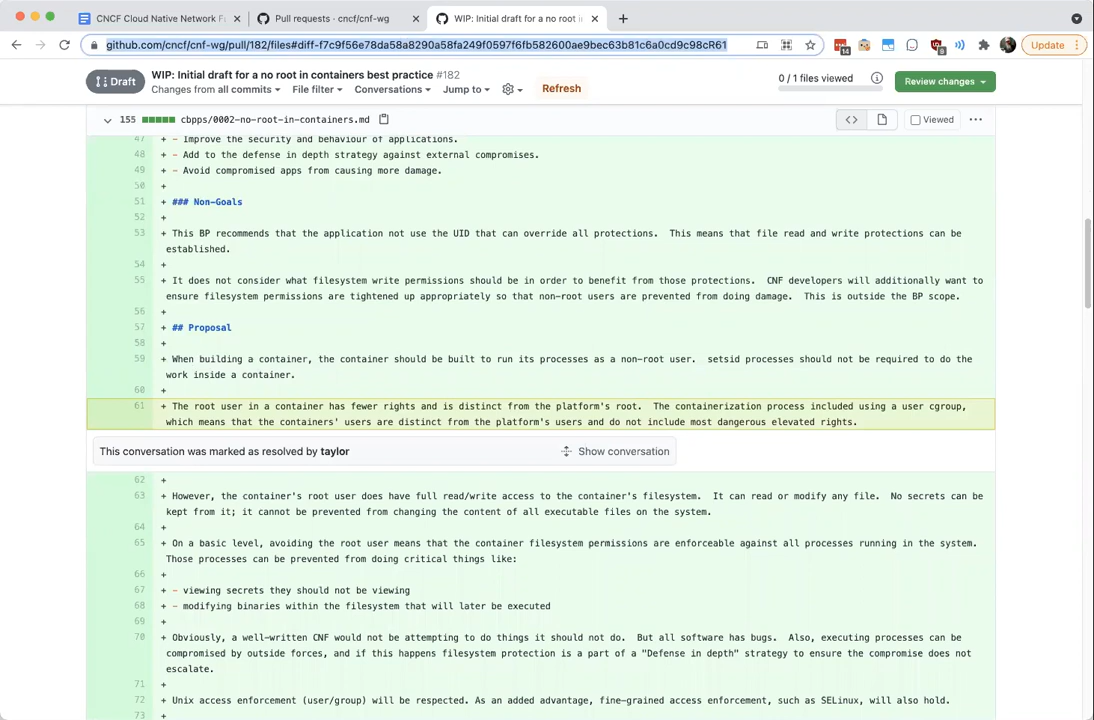 CNCF Cloud Native Network F
Pull requests · cncf/cnf-wg
WIP: Initial draft for a no root i
github.com/cncf/cnf-wg/pull/182/files#diff-f7c9f56e78da58a8290a58fa249f0597f6fb582600ae9bec63b81c6a0cd9c98cR61
14
9
Update
Draft
WIP: Initial draft for a no root in containers best practice #182
Changes from all commits
File filter
Conversations
Jump to
Refresh
0 / 1 files viewed
Review changes
155
cbpps/0002-no-root-in-containers.md
Viewed
47 + - Improve the security and behaviour of applications.
48 + - Add to the defense in depth strategy against external compromises.
49 + - Avoid compromised apps from causing more damage.
50 +
51 + ### Non-Goals
52 +
53 + This BP recommends that the application not use the UID that can override all protections.  This means that file read and write protections can be
established.
54 +
55 + It does not consider what filesystem write permissions should be in order to benefit from those protections.  CNF developers will additionally want to
ensure filesystem permissions are tightened up appropriately so that non-root users are prevented from doing damage.  This is outside the BP scope.
56 +
57 + ## Proposal
58 +
59 + When building a container, the container should be built to run its processes as a non-root user.  setsid processes should not be required to do the
work inside a container.
60 +
61 + The root user in a container has fewer rights and is distinct from the platform's root.  The containerization process included using a user cgroup,
which means that the containers' users are distinct from the platform's users and do not include most dangerous elevated rights.
This conversation was marked as resolved by taylor
Show conversation
62 +
63 + However, the container's root user does have full read/write access to the container's filesystem.  It can read or modify any file.  No secrets can be
kept from it; it cannot be prevented from changing the content of all executable files on the system.
64 +
65 + On a basic level, avoiding the root user means that the container filesystem permissions are enforceable against all processes running in the system.
Those processes can be prevented from doing critical things like:
66 +
67 + - viewing secrets they should not be viewing
68 + - modifying binaries within the filesystem that will later be executed
69 +
70 + Obviously, a well-written CNF would not be attempting to do things it should not do.  But all software has bugs.  Also, executing processes can be
compromised by outside forces, and if this happens filesystem protection is a part of a "Defense in depth" strategy to ensure the compromise does not
escalate.
71 +
72 + Unix access enforcement (user/group) will be respected. As an added advantage, fine-grained access enforcement, such as SELinux, will also hold.
73 +